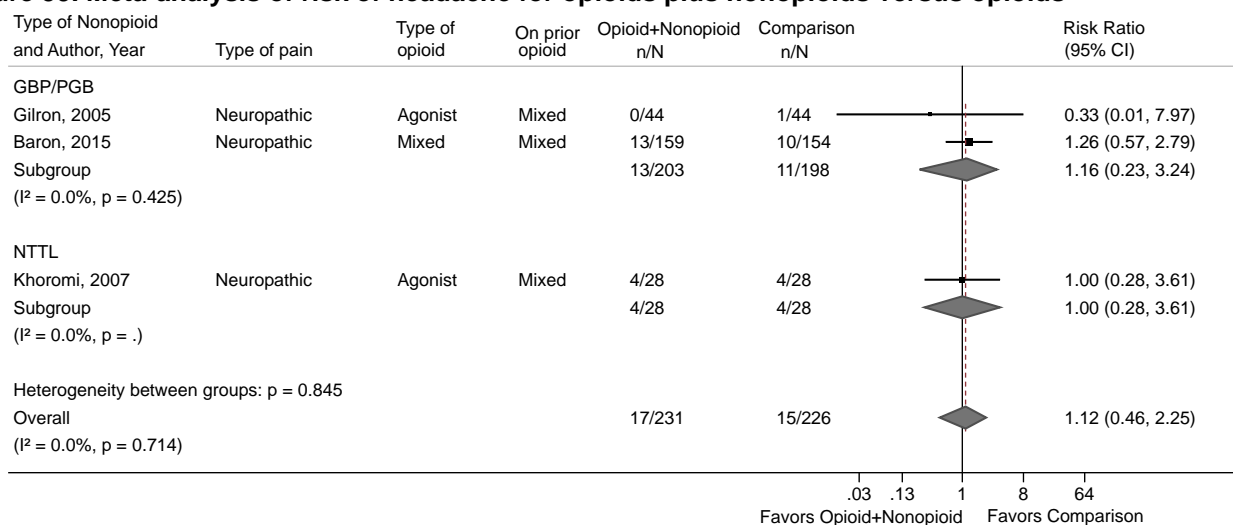 Type of Nonopioid and Author, Year Type of pain Type of opioid On prior opioid Opioid+Nonopioid n/N Comparison n/N Risk Ratio (95% CI)
GBP/PGB
Gilron, 2005 Neuropathic Agonist Mixed 0/44 1/44 0.33 (0.01, 7.97)
Baron, 2015 Neuropathic Mixed Mixed 13/159 10/154 1.26 (0.57, 2.79)
Subgroup 13/203 11/198 1.16 (0.23, 3.24)
(I² = 0.0%, p = 0.425)
NTTL
Khoromi, 2007 Neuropathic Agonist Mixed 4/28 4/28 1.00 (0.28, 3.61)
Subgroup 4/28 4/28 1.00 (0.28, 3.61)
(I² = 0.0%, p = .)
Heterogeneity between groups: p = 0.845
Overall 17/231 15/226 1.12 (0.46, 2.25)
(I² = 0.0%, p = 0.714)
.03 .13 1 8 64
Favors Opioid+Nonopioid Favors Comparison